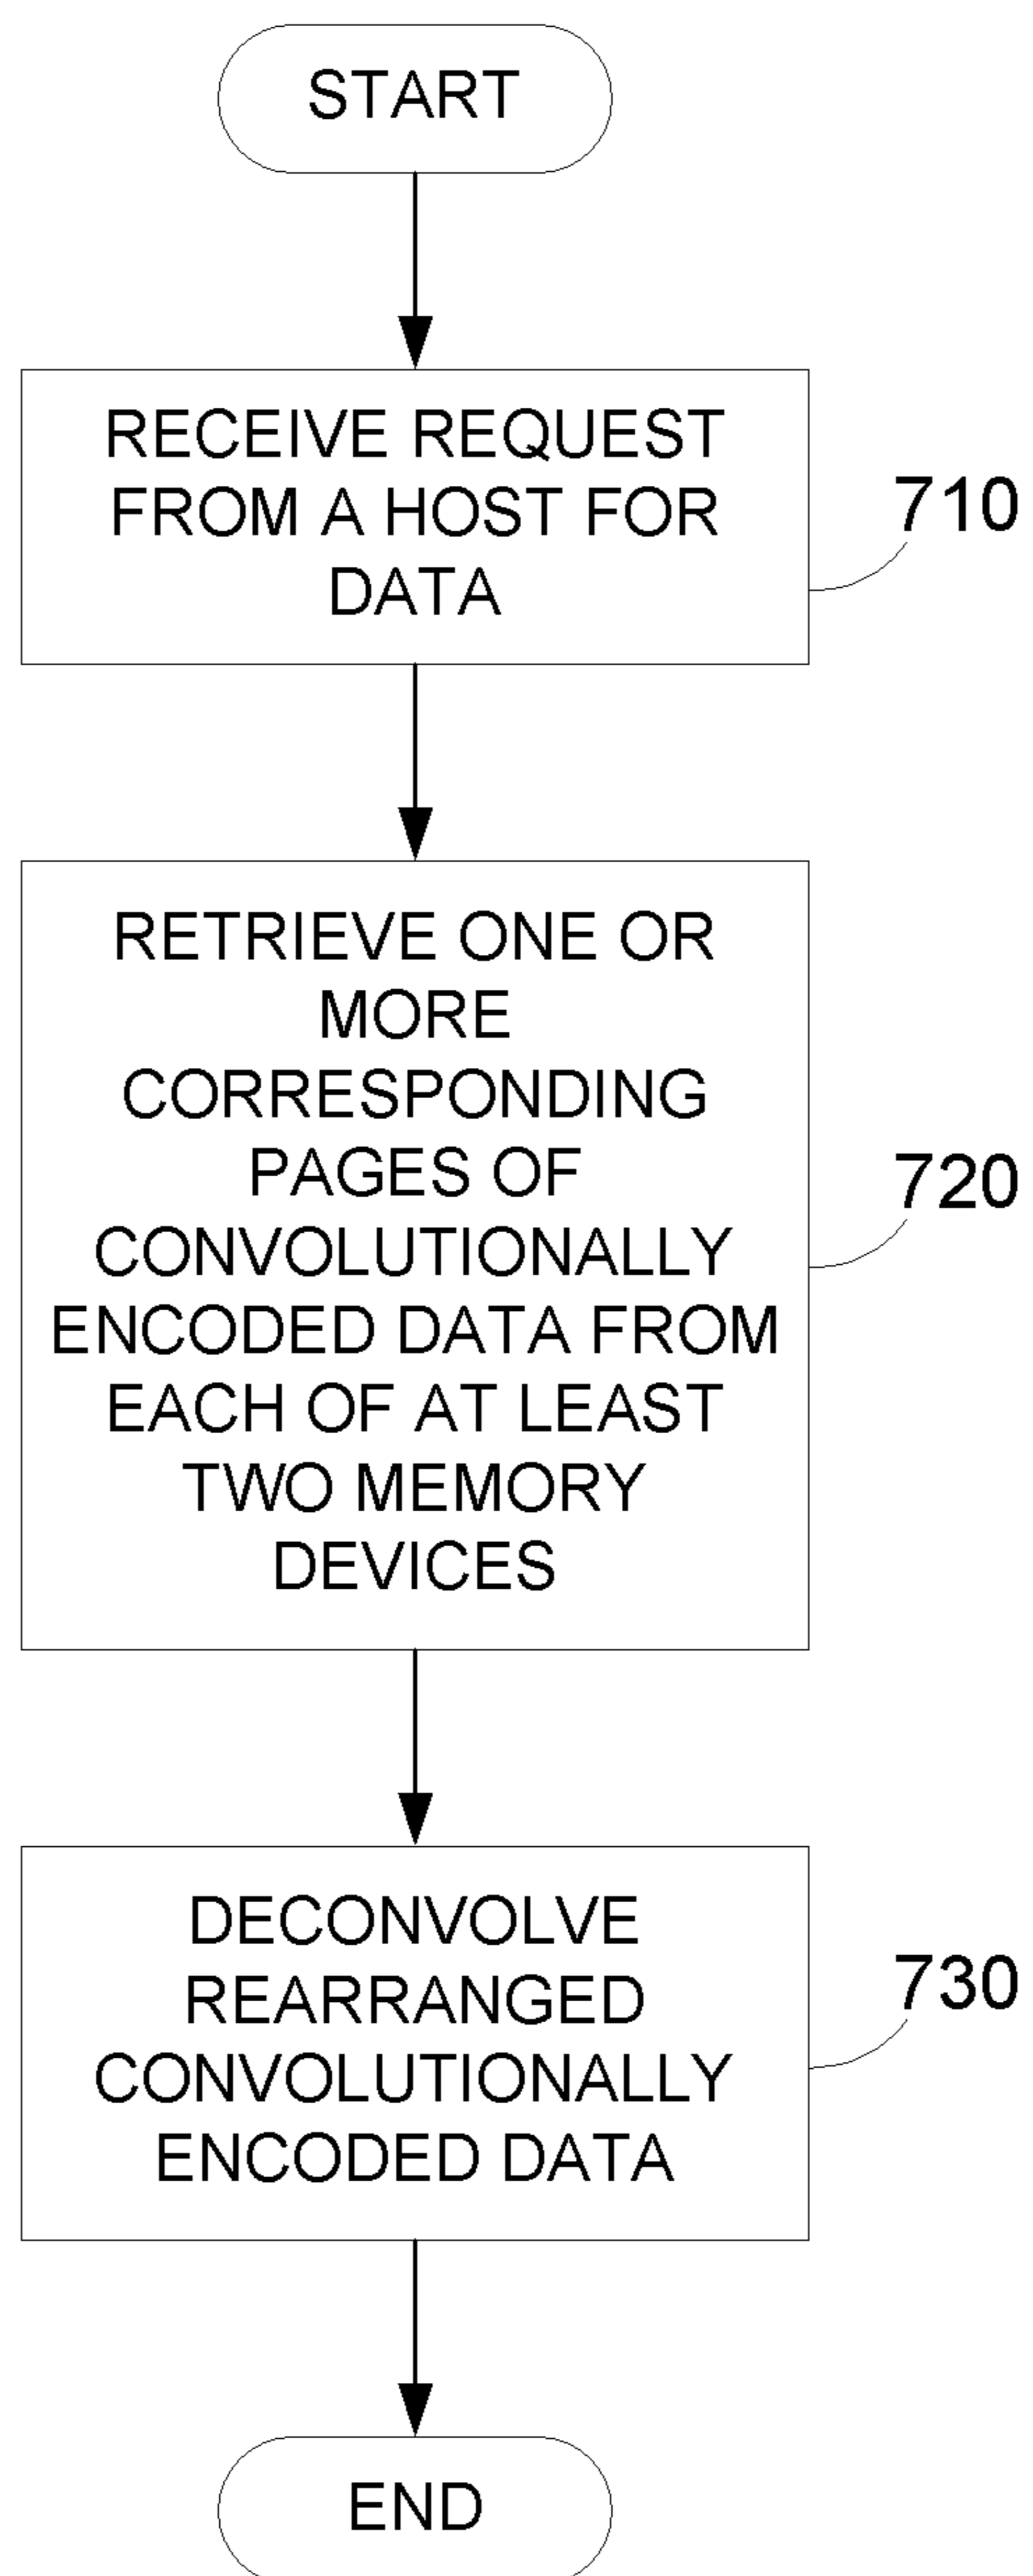 START
RECEIVE REQUEST
FROM A HOST FOR
DATA
710
RETRIEVE ONE OR
MORE
CORRESPONDING
PAGES OF
CONVOLUTIONALLY
ENCODED DATA FROM
EACH OF AT LEAST
TWO MEMORY
DEVICES
720
DECONVOLVE
REARRANGED
CONVOLUTIONALLY
ENCODED DATA
730
END